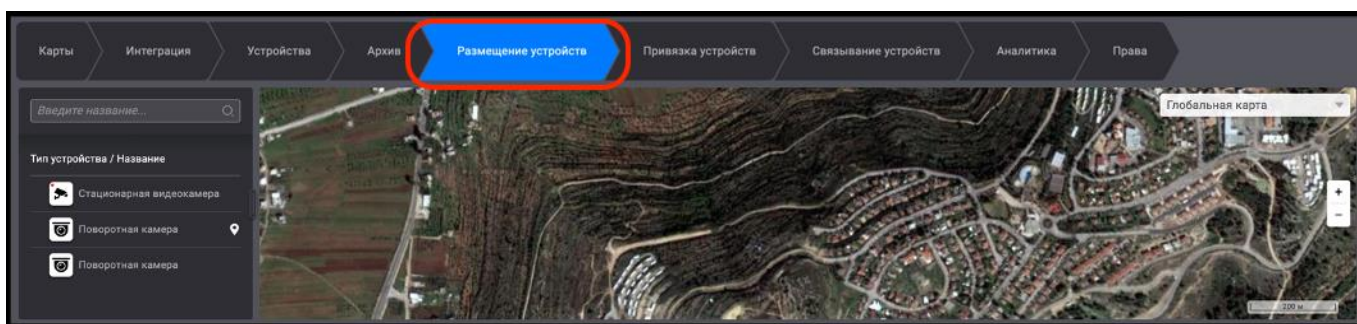 Карты Интеграция Устройства Архив Размещение устройств Привязка устройств Связывание устройств Аналитика Права
Введите название...
Глобальная карта
Тип устройства / Название
Стационарная видеокамера
Поворотная камера
Поворотная камера
+
−
200 м